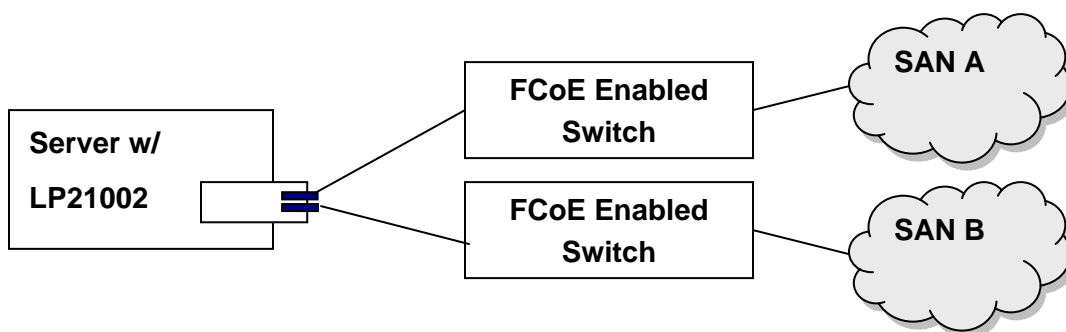 Server w/
LP21002
FCoE Enabled
Switch
SAN A
FCoE Enabled
Switch
SAN B